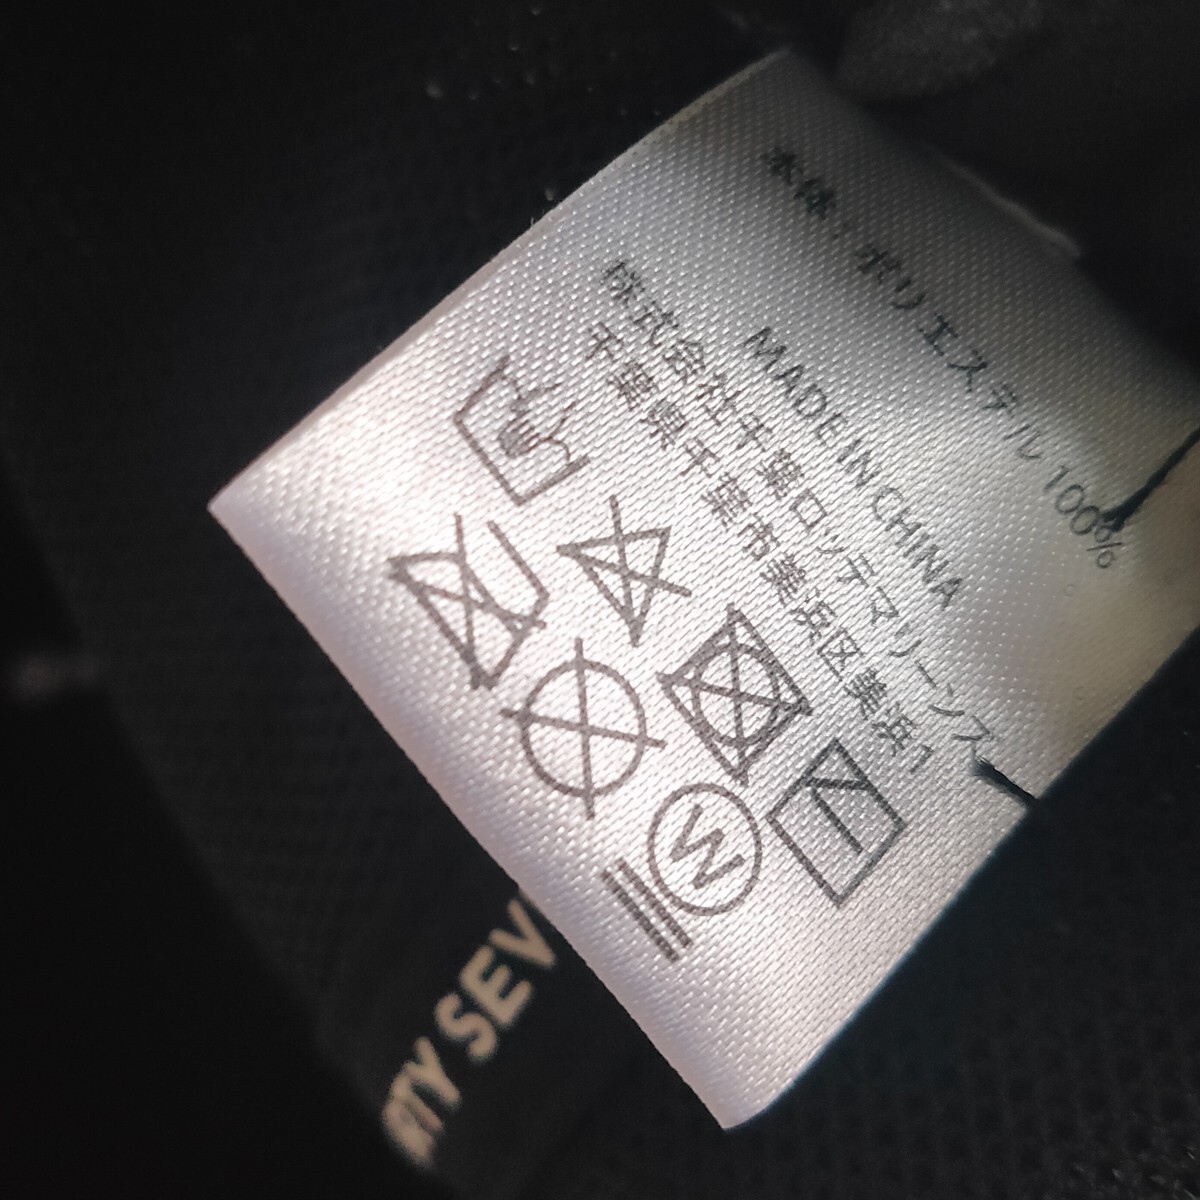 本体:ポリエステル 100%
MADE IN CHINA
株式会社千葉ロッテマリーンズ
千葉県千葉市美浜区美浜1
W
TY SEV